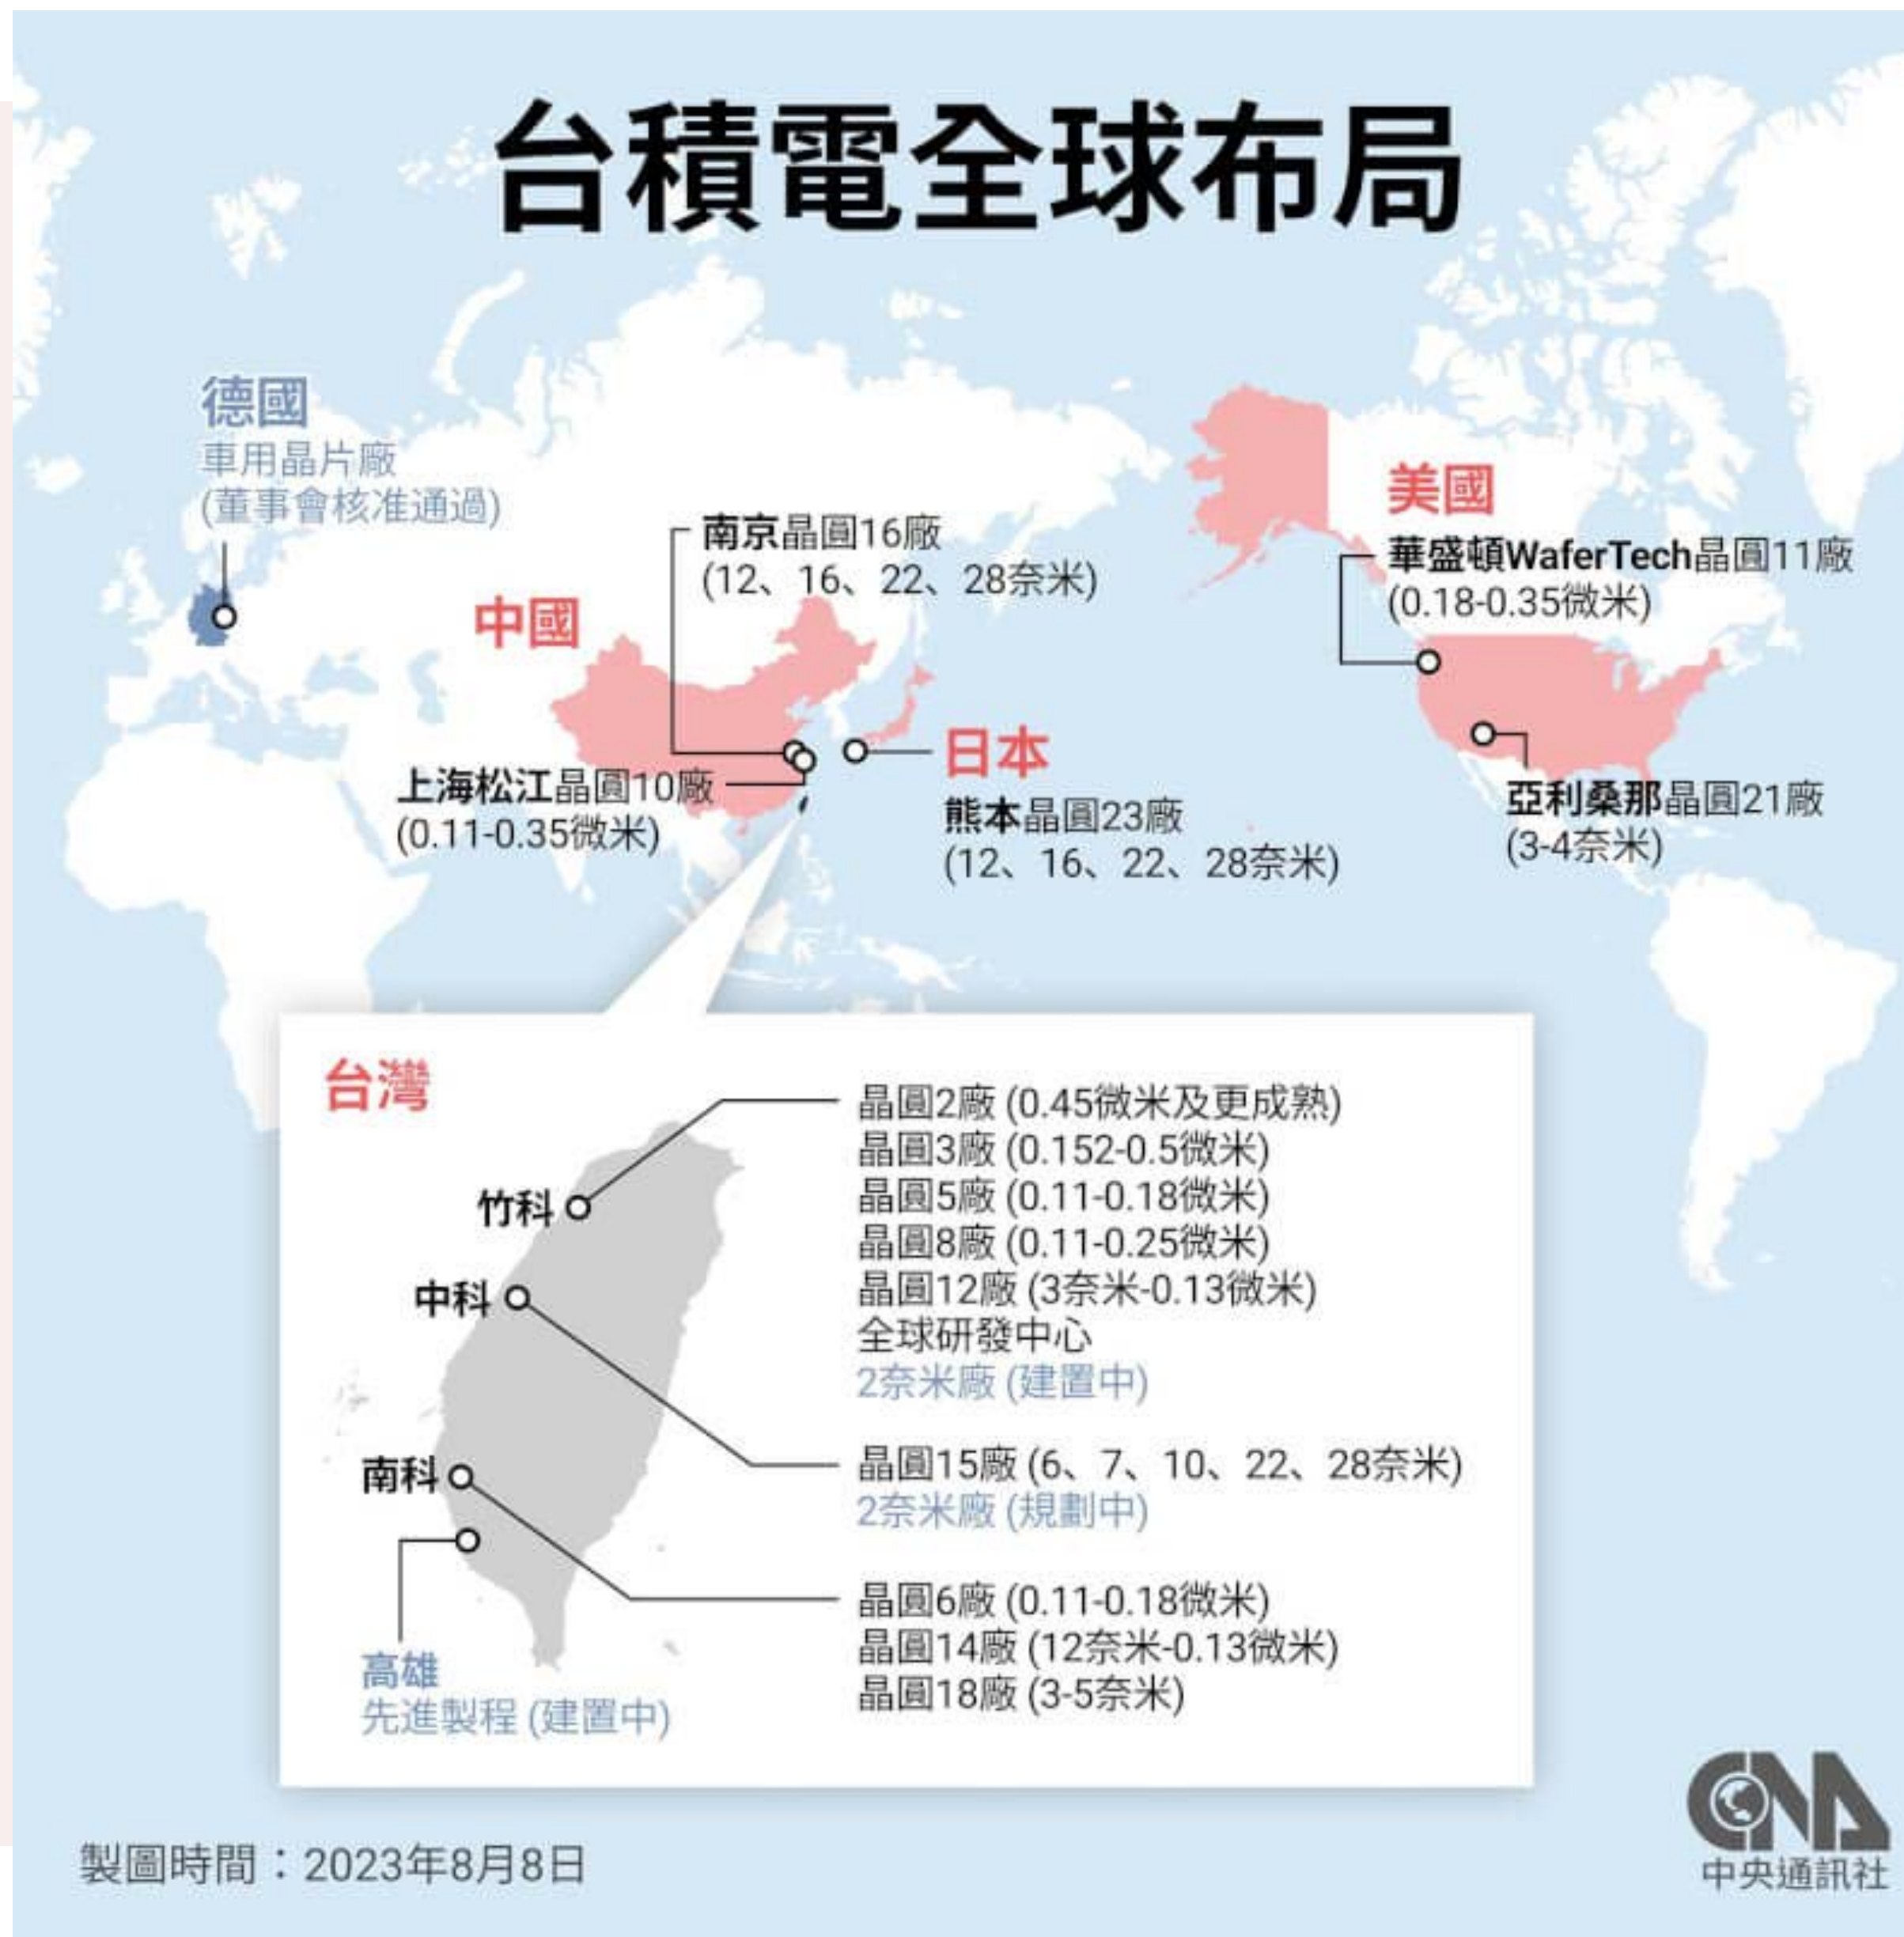 台積電全球布局
德國
車用晶片廠
(董事會核准通過)
中國
南京晶圓16廠
(12、16、22、28奈米)
上海松江晶圓10廠
(0.11-0.35微米)
日本
熊本晶圓23廠
(12、16、22、28奈米)
美國
華盛頓WaferTech晶圓11廠
(0.18-0.35微米)
亞利桑那晶圓21廠
(3-4奈米)
台灣
竹科
晶圓2廠 (0.45微米及更成熟)
晶圓3廠 (0.152-0.5微米)
晶圓5廠 (0.11-0.18微米)
晶圓8廠 (0.11-0.25微米)
晶圓12廠 (3奈米-0.13微米)
全球研發中心
2奈米廠 (建置中)
中科
晶圓15廠 (6、7、10、22、28奈米)
2奈米廠 (規劃中)
南科
晶圓6廠 (0.11-0.18微米)
晶圓14廠 (12奈米-0.13微米)
晶圓18廠 (3-5奈米)
高雄
先進製程 (建置中)
製圖時間：2023年8月8日
CNA
中央通訊社